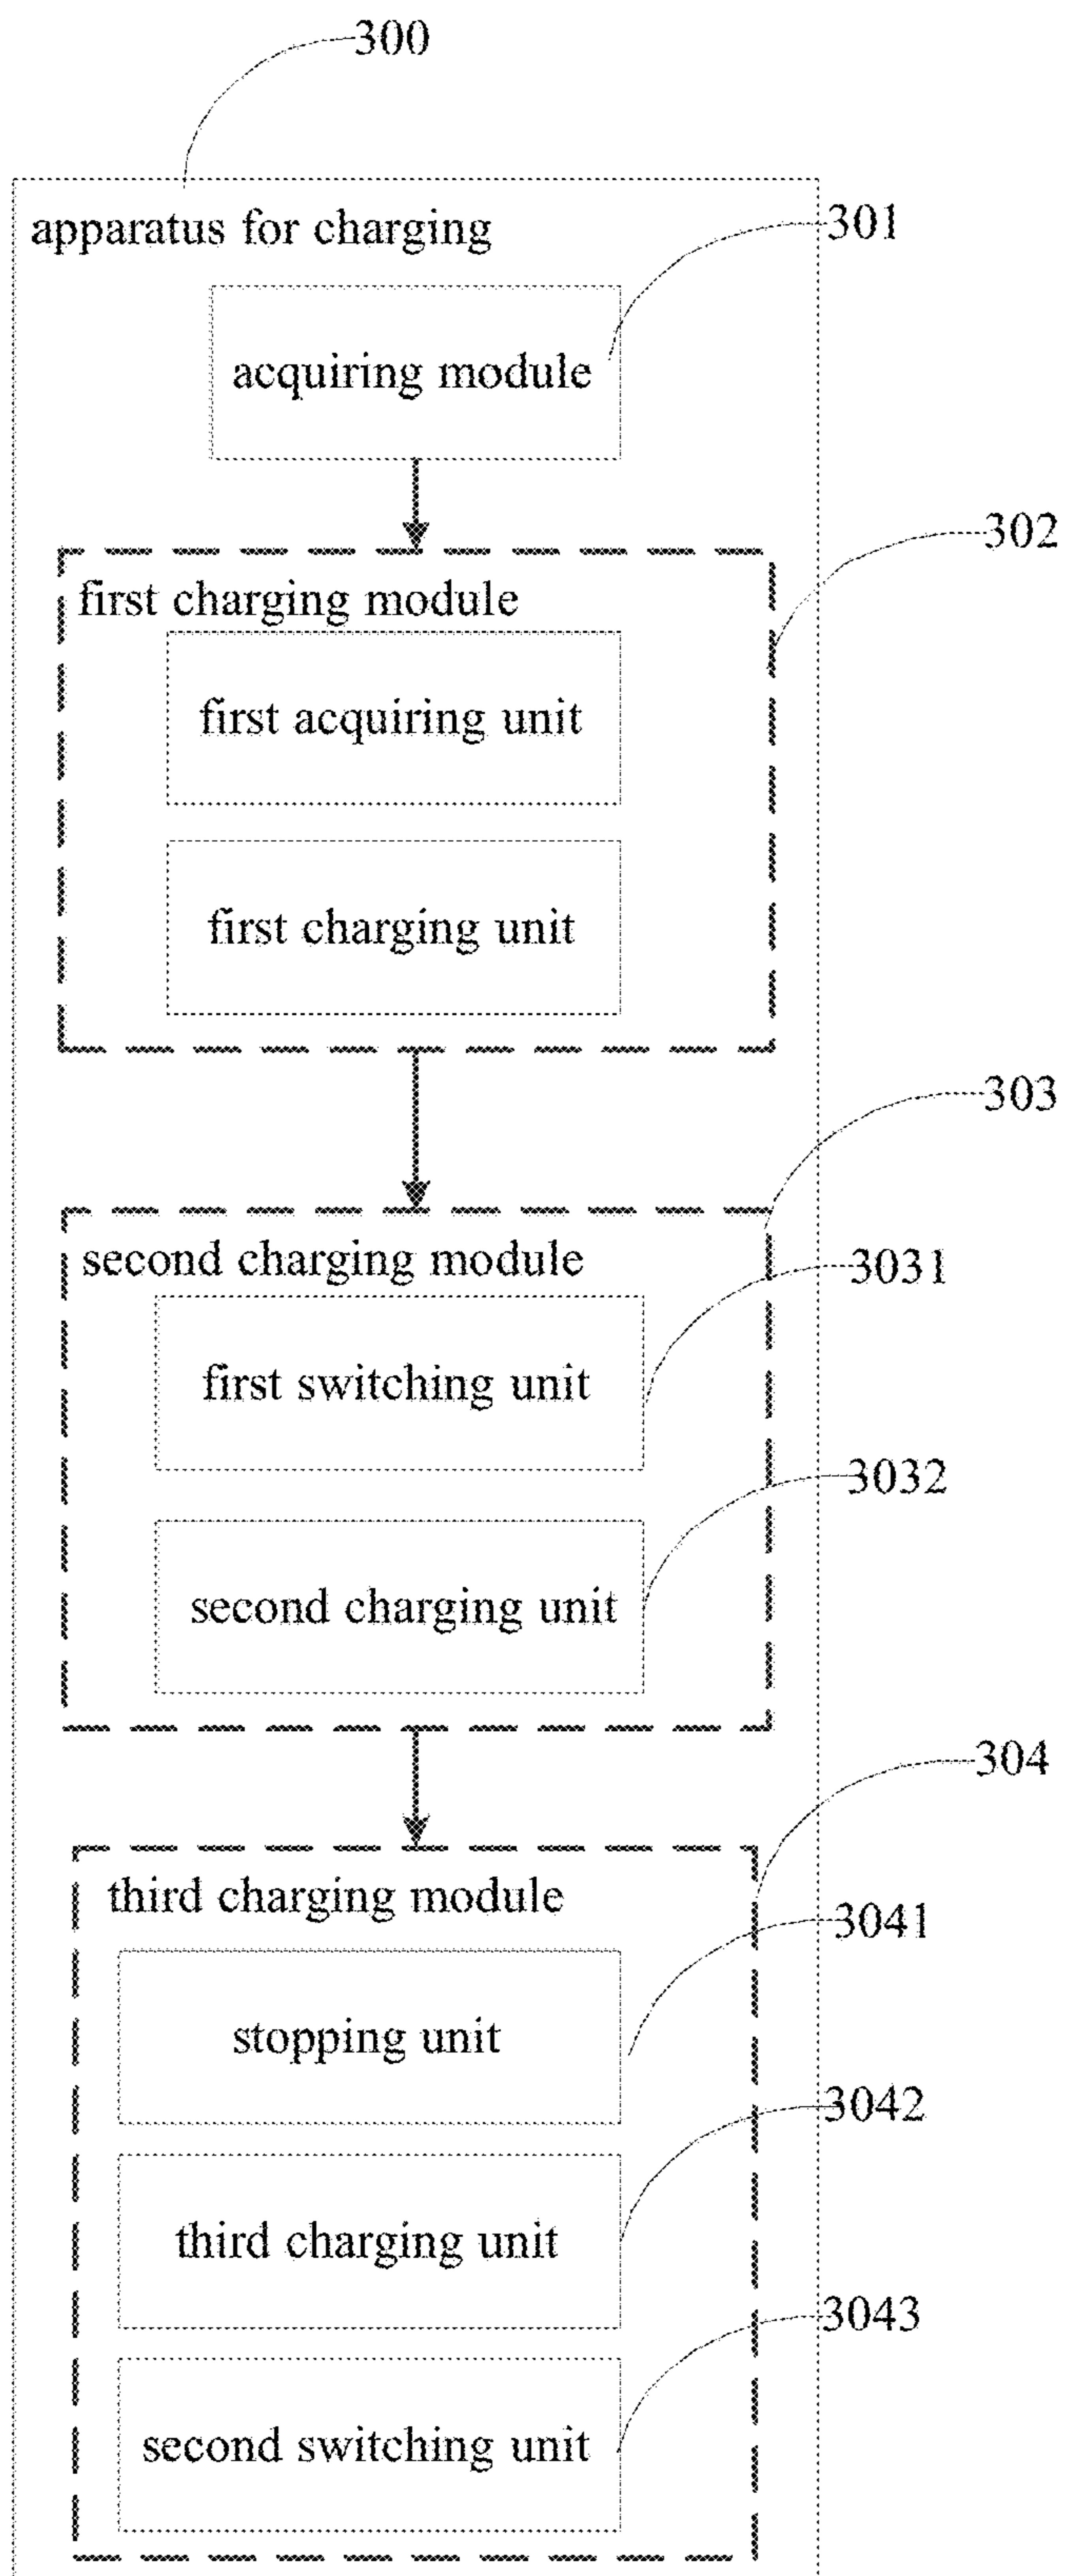 300
apparatus for charging
301
acquiring module
302
first charging module
first acquiring unit
first charging unit
303
second charging module
3031
first switching unit
3032
second charging unit
304
third charging module
3041
stopping unit
3042
third charging unit
3043
second switching unit